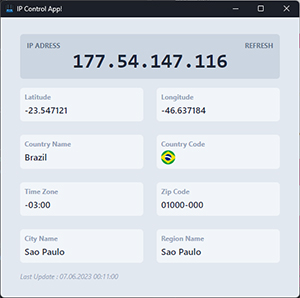 IP Control App!
IP ADRESS REFRESH
177.54.147.116
Latitude Longitude
-23.547121 -46.637184
Country Name Country Code
Brazil
Time Zone Zip Code
-03:00 01000-000
City Name Region Name
Sao Paulo Sao Paulo
Last Update : 07.06.2023 00:11:00